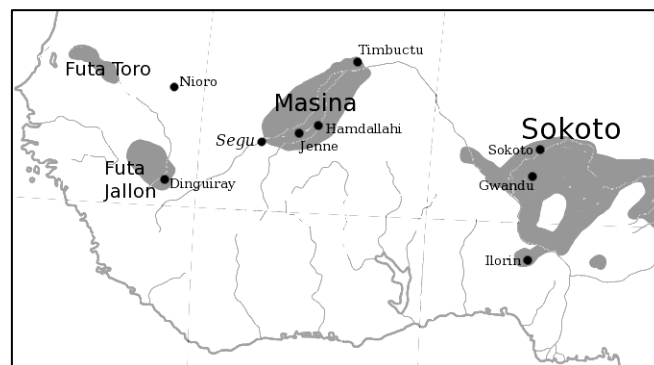 Timbuctu
Futa Toro
Nioro
Masina
Hamdallahi
Sokoto
Segu
Jenne
Sokoto
Futa
Jallon
Dinguiray
Gwandu
Ilorin